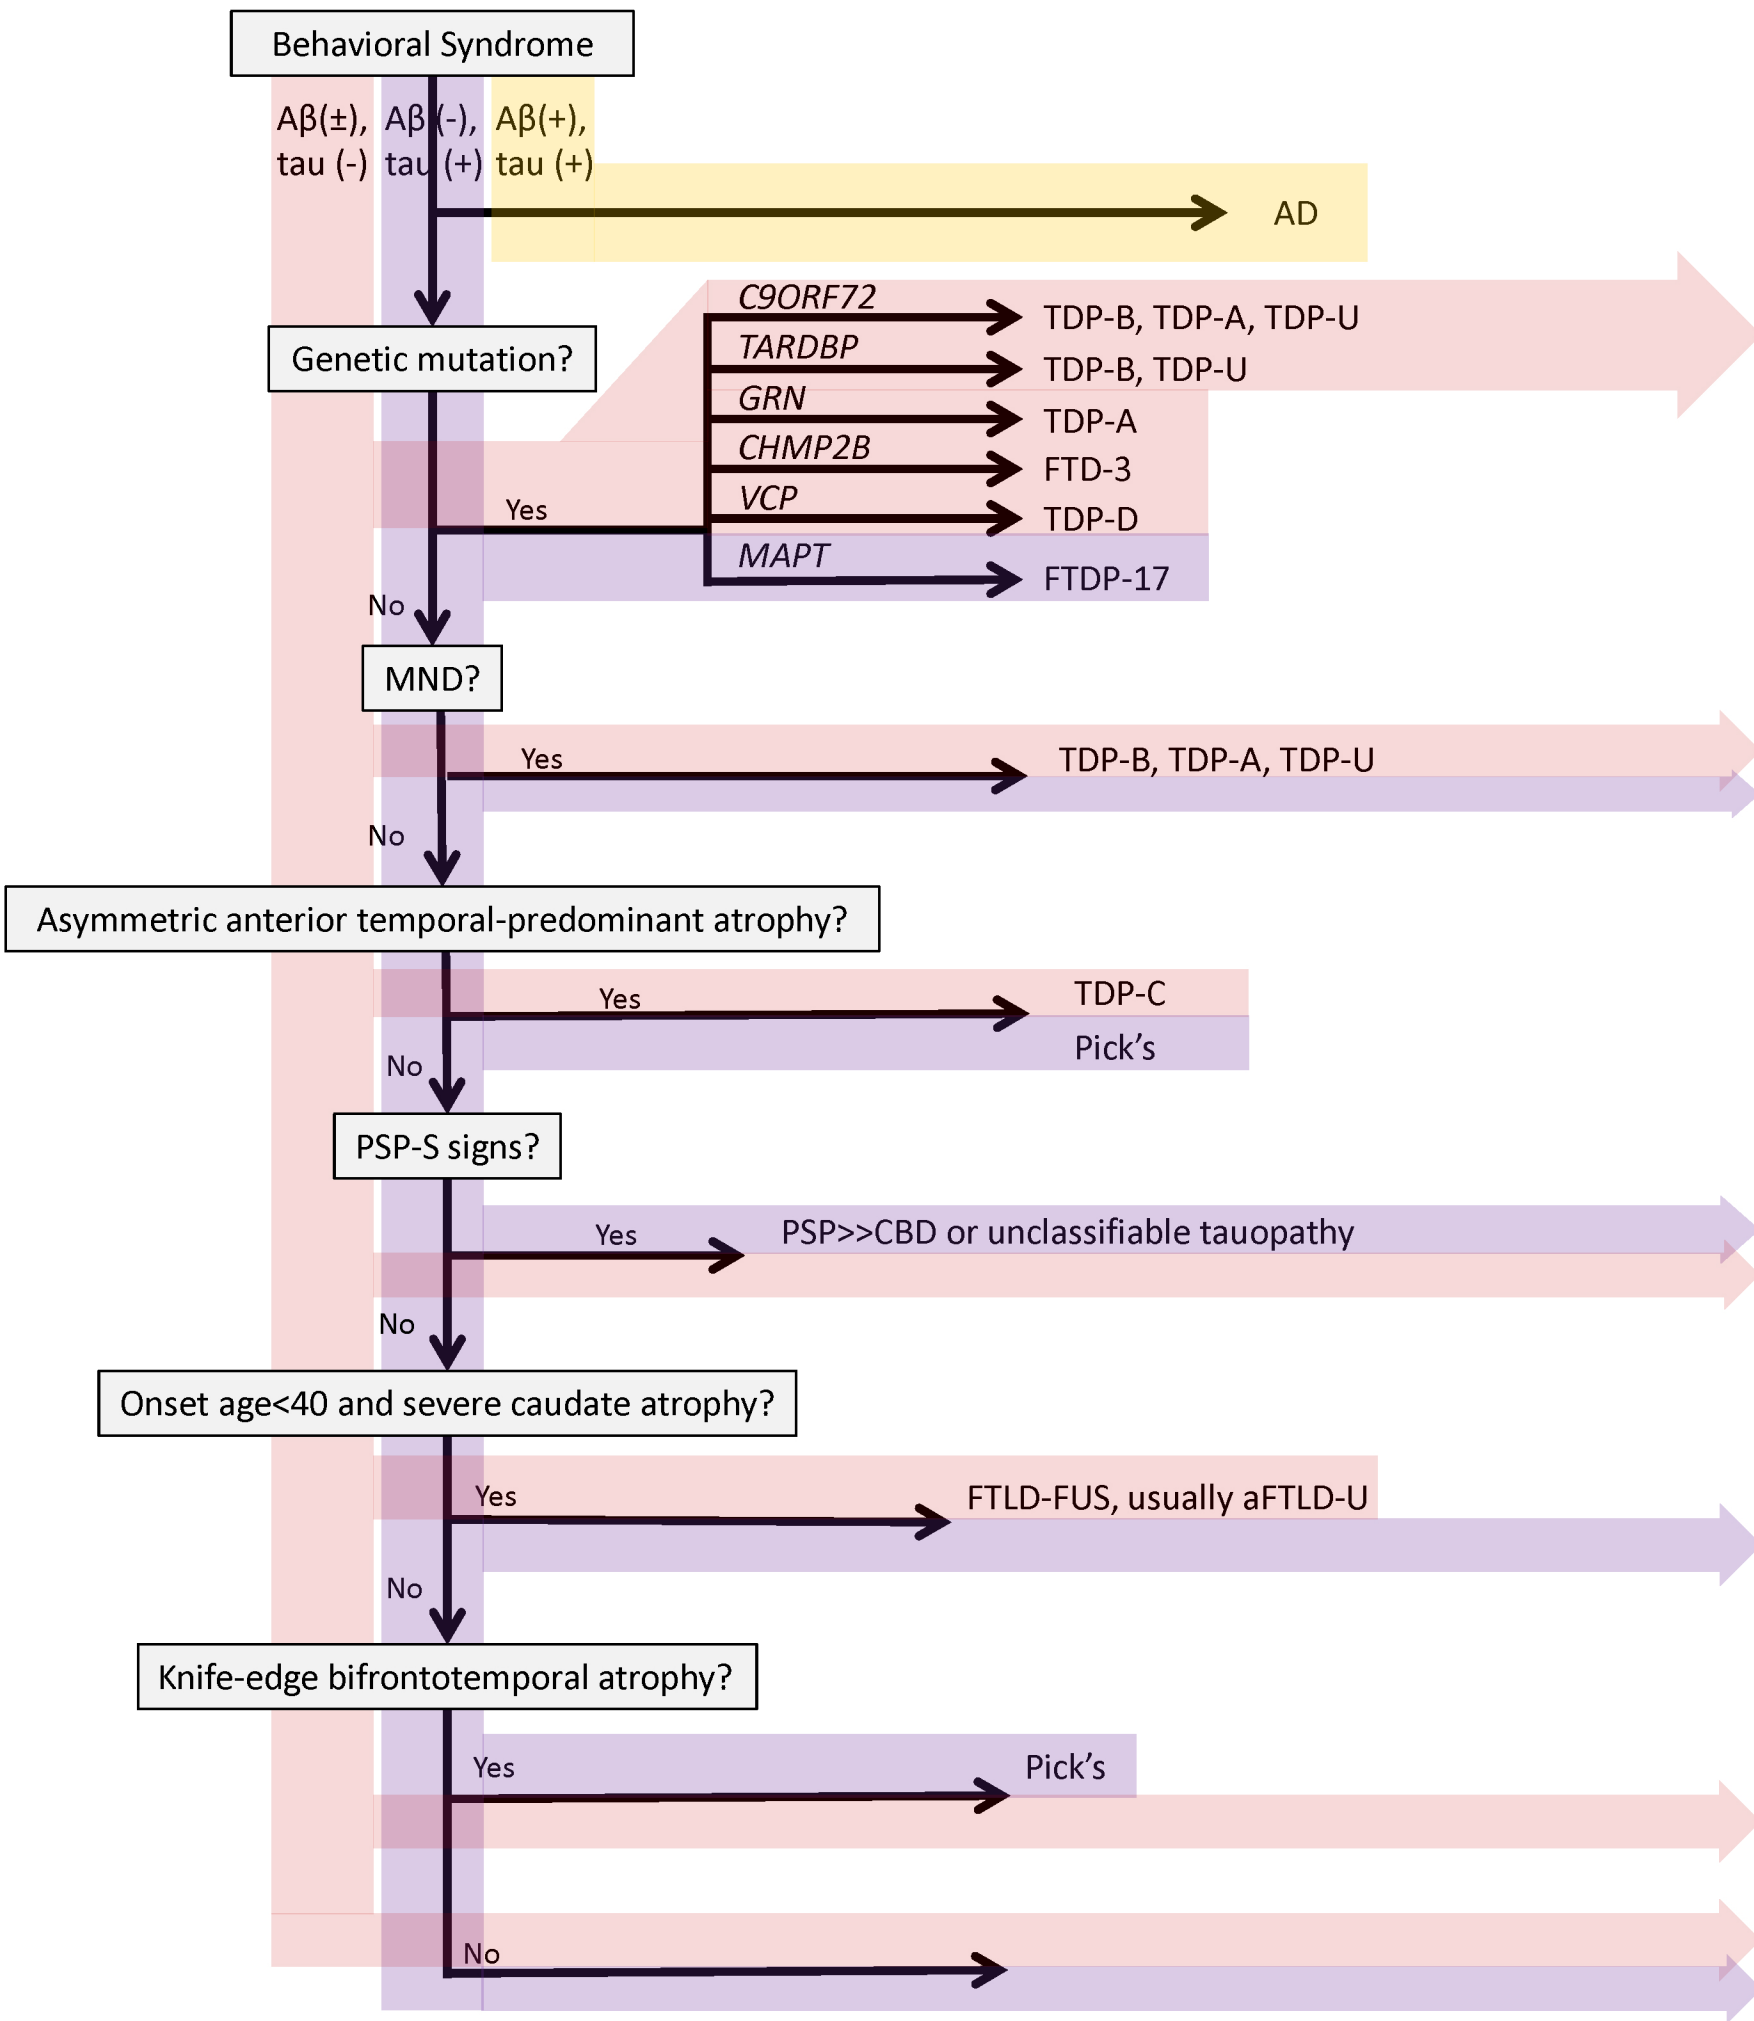 Behavioral Syndrome
Aβ(±),
tau (-)
Aβ (-),
tau (+)
Aβ(+),
tau (+)
AD
Genetic mutation?
C9ORF72
TDP-B, TDP-A, TDP-U
TARDBP
TDP-B, TDP-U
GRN
TDP-A
CHMP2B
FTD-3
VCP
TDP-D
Yes
MAPT
FTDP-17
No
MND?
Yes
TDP-B, TDP-A, TDP-U
No
Asymmetric anterior temporal-predominant atrophy?
Yes
TDP-C
Pick’s
No
PSP-S signs?
Yes
PSP>>CBD or unclassifiable tauopathy
No
Onset age<40 and severe caudate atrophy?
Yes
FTLD-FUS, usually aFTLD-U
No
Knife-edge bifrontotemporal atrophy?
Yes
Pick’s
No